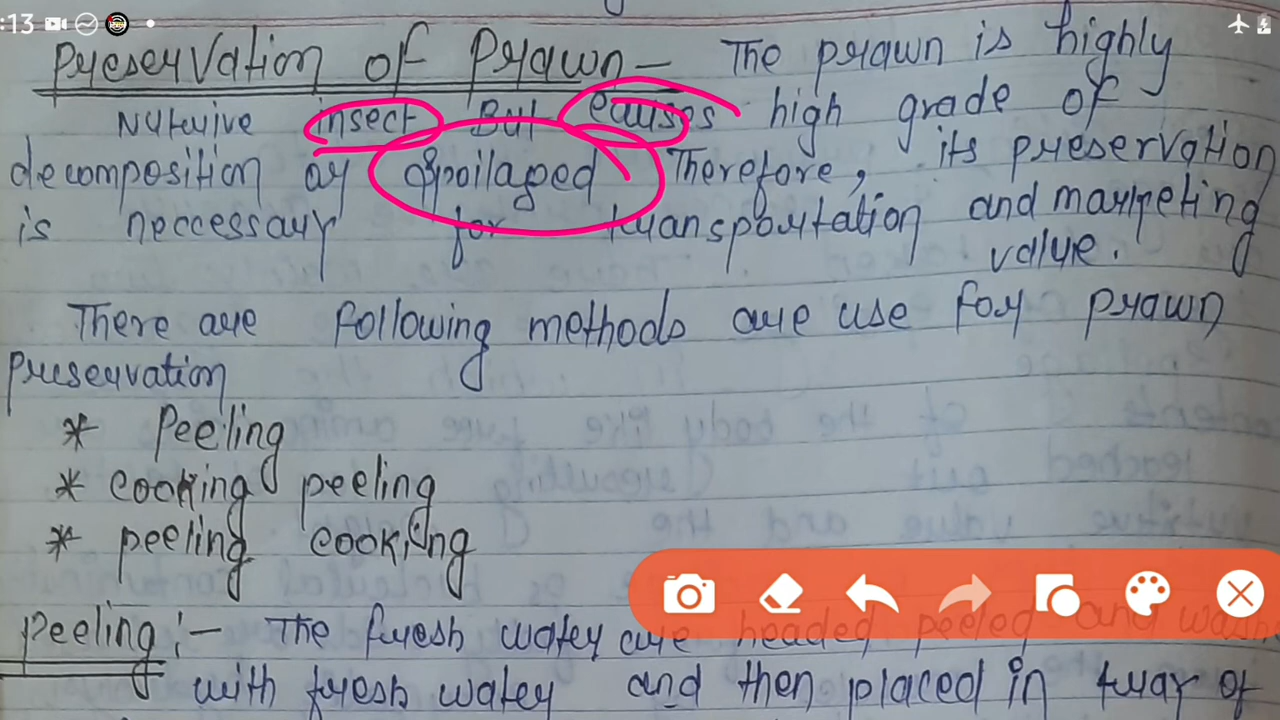 :13
Preservation of Prawn — The prawn is highly
Nutruive insect But causes high grade of
decomposition or spoilaged Therefore, its preservation
is neccessary for transportation and marketing
value.
There are following methods are use for prawn
Preservation
* Peeling
* cooking peeling
* peeling cooking
Peeling :— The fresh water are headed peeled and wash
with fresh water and then placed in tray of